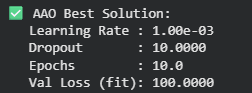 ✅ AAO Best Solution:
Learning Rate : 1.00e-03
Dropout       : 10.0000
Epochs        : 10.0
Val Loss (fit): 100.0000